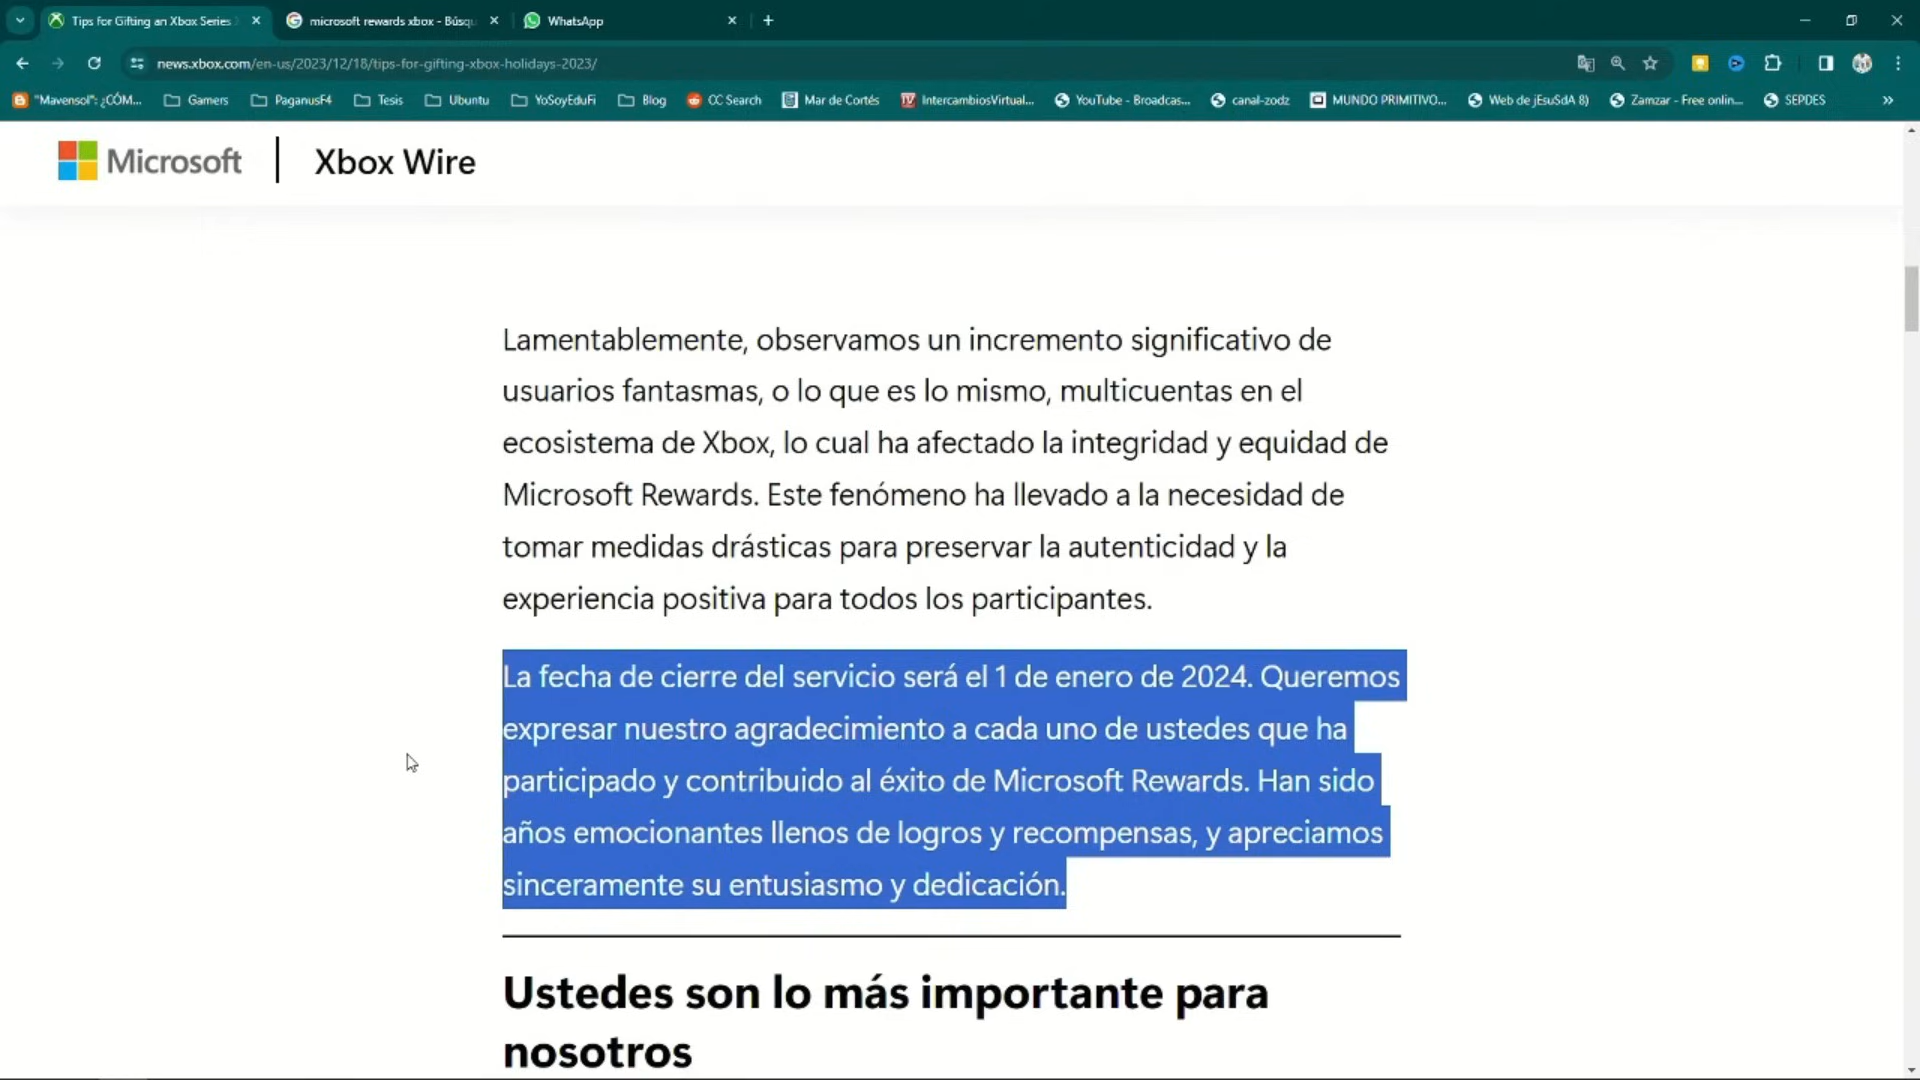 Tips for Gifting an Xbox Series
microsoft rewards xbox - Búsqu
WhatsApp
news.xbox.com/en-us/2023/12/18/tips-for-gifting-xbox-holidays-2023/
"Mavensol": ¿CÓM...
Gamers
PaganusF4
Tesis
Ubuntu
YoSoyEduFi
Blog
CC Search
Mar de Cortés
IntercambiosVirtual...
YouTube - Broadcas...
canal-zodz
MUNDO PRIMITIVO...
Web de jEsuSdA 8)
Zamzar - Free onlin...
SEPDES
Microsoft
Xbox Wire
Lamentablemente, observamos un incremento significativo de
usuarios fantasmas, o lo que es lo mismo, multicuentas en el
ecosistema de Xbox, lo cual ha afectado la integridad y equidad de
Microsoft Rewards. Este fenómeno ha llevado a la necesidad de
tomar medidas drásticas para preservar la autenticidad y la
experiencia positiva para todos los participantes.
La fecha de cierre del servicio será el 1 de enero de 2024. Queremos
expresar nuestro agradecimiento a cada uno de ustedes que ha
participado y contribuido al éxito de Microsoft Rewards. Han sido
años emocionantes llenos de logros y recompensas, y apreciamos
sinceramente su entusiasmo y dedicación.
Ustedes son lo más importante para
nosotros